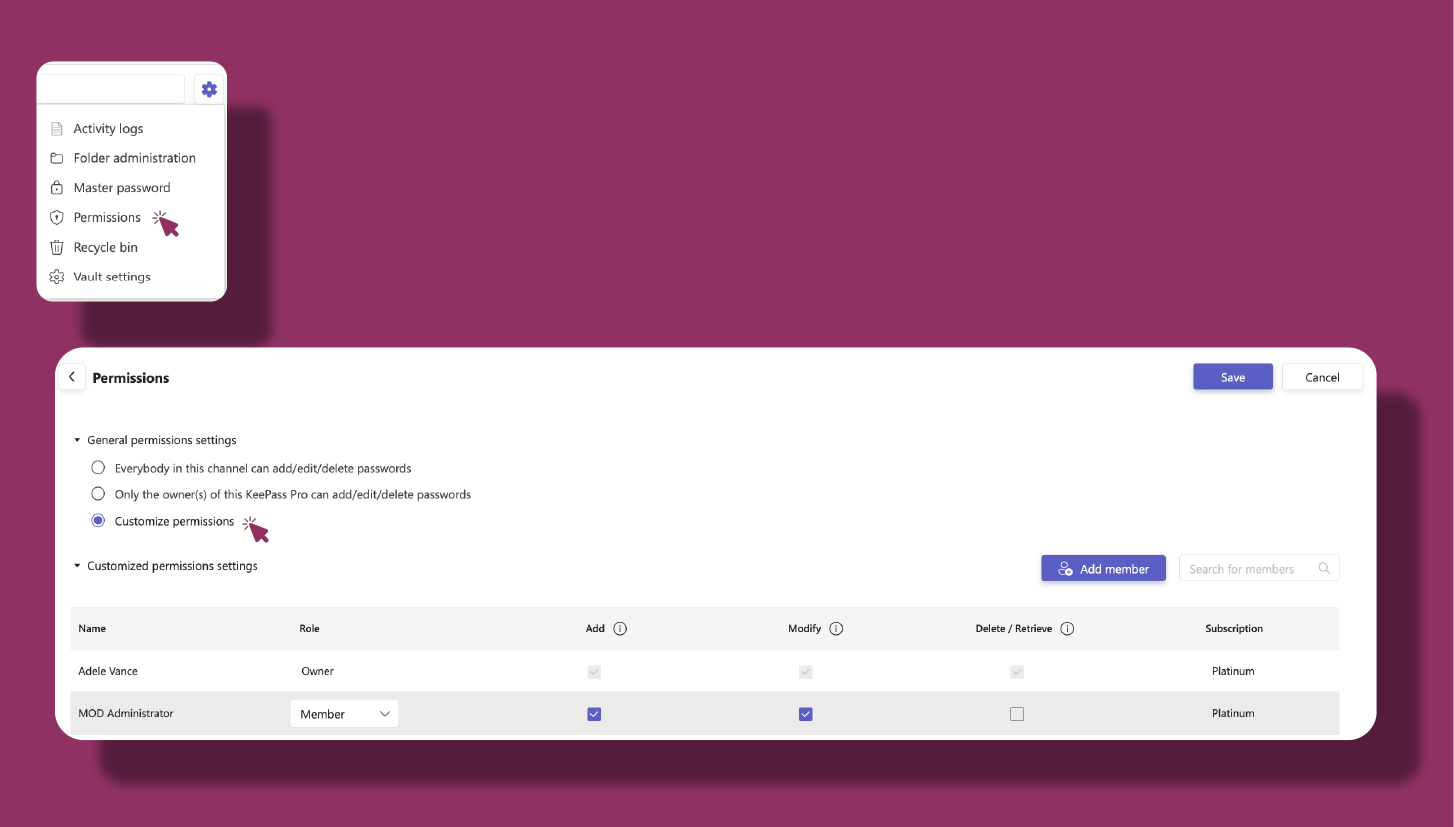 Activity logs
Folder administration
Master password
Permissions
Recycle bin
Vault settings
Permissions
Save
Cancel
General permissions settings
Everybody in this channel can add/edit/delete passwords
Only the owner(s) of this KeePass Pro can add/edit/delete passwords
Customize permissions
Customized permissions settings
Add member
Search for members
Name Role Add Modify Delete / Retrieve Subscription
Adele Vance Owner Platinum
MOD Administrator Member Platinum